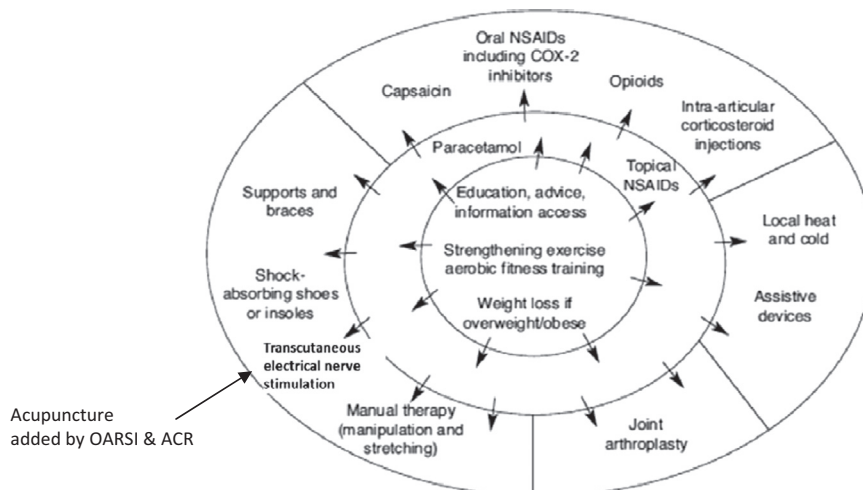 Oral NSAIDs
including COX-2
inhibitors
Capsaicin
Opioids
Intra-articular
corticosteroid
injections
Paracetamol
Topical
NSAIDs
Supports and
braces
Education, advice,
information access
Local heat
and cold
Strengthening exercise
aerobic fitness training
Shock-
absorbing shoes
or insoles
Weight loss if
overweight/obese
Assistive
devices
Transcutaneous
electrical nerve
stimulation
Acupuncture
added by OARSI & ACR
Manual therapy
(manipulation and
stretching)
Joint
arthroplasty